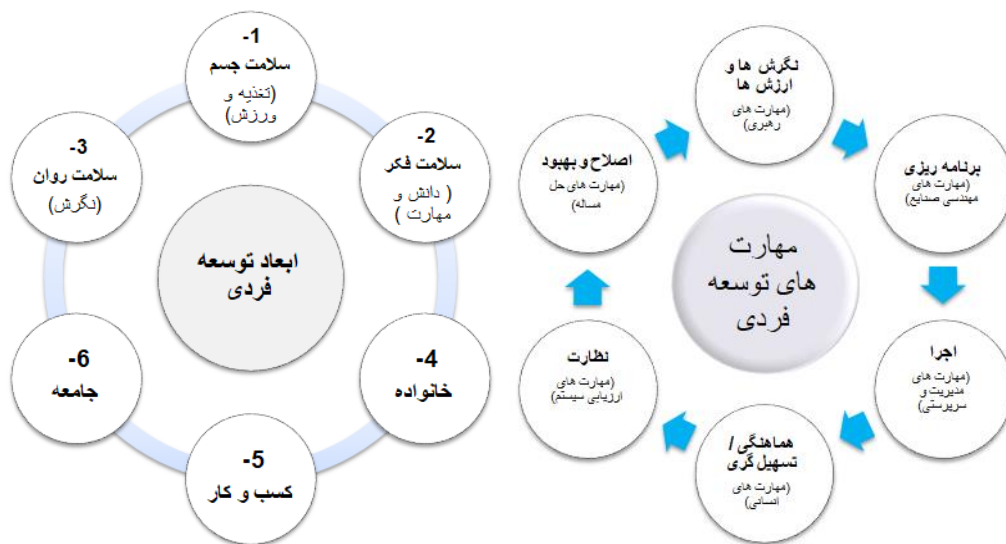 1-
سلامت جسم
(تغذیه و
ورزش)
2-
سلامت فکر
( دانش و
مهارت )
3-
سلامت روان
(نگرش)
ابعاد توسعه
فردی
4-
خانواده
5-
کسب و کار
6-
جامعه
نگرش ها و
ارزش ها
(مهارت های
رهبری)
برنامه ریزی
(مهارت های
مهندسی صنایع)
اجرا
(مهارت های
مدیریت و
سرپرستی)
هماهنگی /
تسهیل گری
(مهارت های
انسانی)
نظارت
(مهارت های
ارزیابی سیستم)
اصلاح و بهبود
(مهارت های حل
مساله)
مهارت
های توسعه
فردی